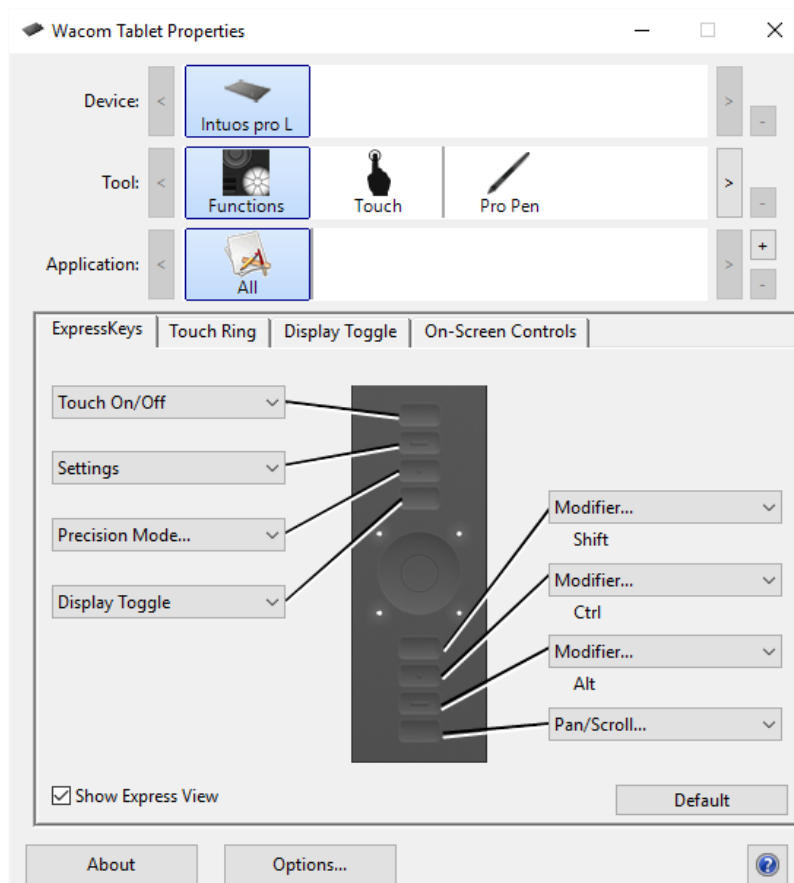 Wacom Tablet Properties
Device:
<
Intuos pro L
>
-
Tool:
<
Functions
Touch
Pro Pen
>
-
Application:
<
All
>
+
-
ExpressKeys
Touch Ring
Display Toggle
On-Screen Controls
Touch On/Off
Settings
Precision Mode...
Display Toggle
Modifier...
Shift
Modifier...
Ctrl
Modifier...
Alt
Pan/Scroll...
Show Express View
Default
About
Options...
?